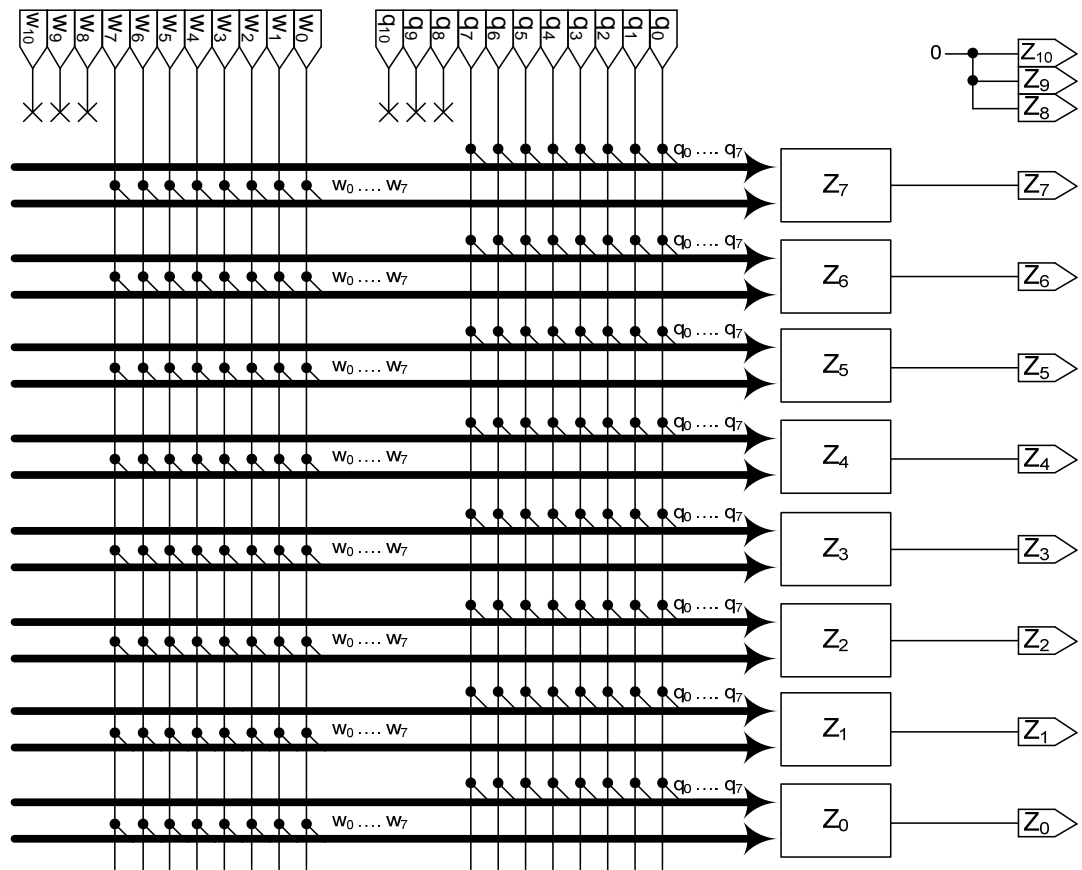 w10 w9 w8 w7 w6 w5 w4 w3 w2 w1 w0 q10 q9 q8 q7 q6 q5 q4 q3 q2 q1 q0
0 Z10
Z9
Z8
q0 .... q7
w0 .... w7 Z7 Z7
q0 .... q7
w0 .... w7 Z6 Z6
q0 .... q7
w0 .... w7 Z5 Z5
q0 .... q7
w0 .... w7 Z4 Z4
q0 .... q7
w0 .... w7 Z3 Z3
q0 .... q7
w0 .... w7 Z2 Z2
q0 .... q7
w0 .... w7 Z1 Z1
q0 .... q7
w0 .... w7 Z0 Z0